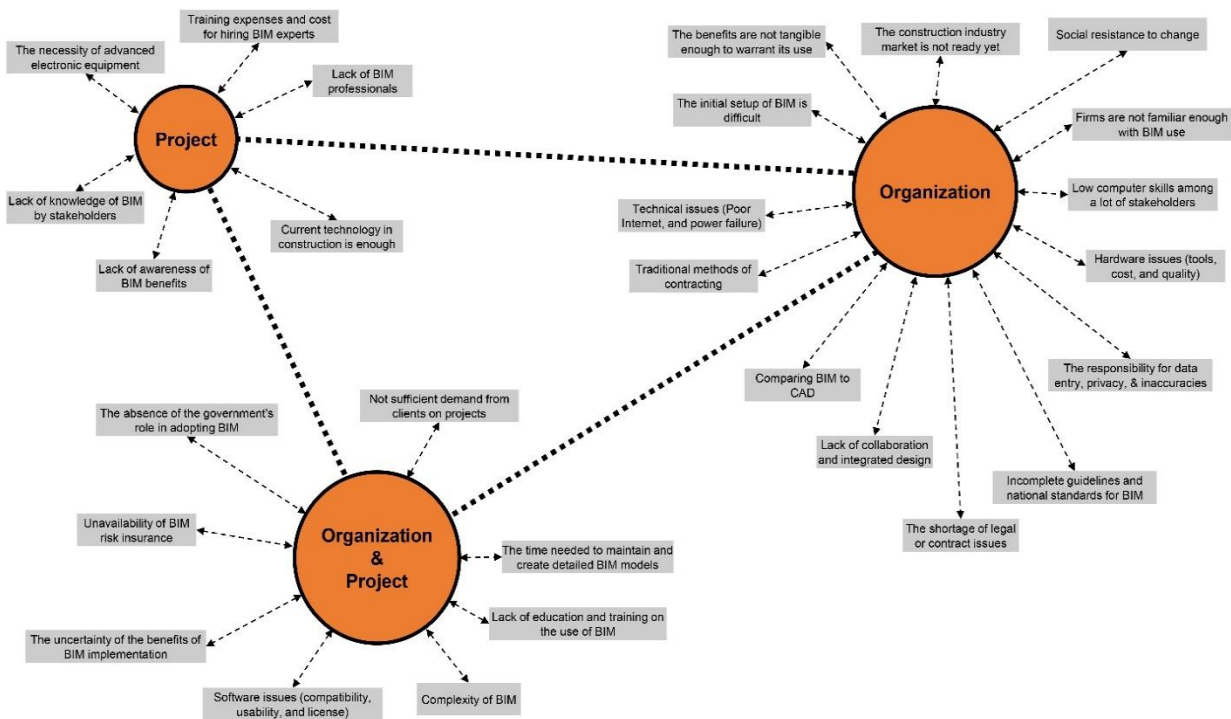 Training expenses and cost
for hiring BIM experts
The necessity of advanced
electronic equipment
Lack of BIM
professionals
Project
Lack of knowledge of BIM
by stakeholders
Current technology in
construction is enough
Lack of awareness of
BIM benefits
The benefits are not tangible
enough to warrant its use
The construction industry
market is not ready yet
Social resistance to change
The initial setup of BIM is
difficult
Firms are not familiar enough
with BIM use
Organization
Low computer skills among
a lot of stakeholders
Technical issues (Poor
Internet, and power failure)
Hardware issues (tools,
cost, and quality)
Traditional methods of
contracting
The responsibility for data
entry, privacy, & inaccuracies
Comparing BIM to
CAD
Lack of collaboration
and integrated design
Incomplete guidelines and
national standards for BIM
The shortage of legal
or contract issues
Not sufficient demand from
clients on projects
The absence of the government's
role in adopting BIM
Unavailability of BIM
risk insurance
Organization
&
Project
The time needed to maintain and
create detailed BIM models
Lack of education and training on
the use of BIM
The uncertainty of the benefits of
BIM implementation
Software issues (compatibility,
usability, and license)
Complexity of BIM